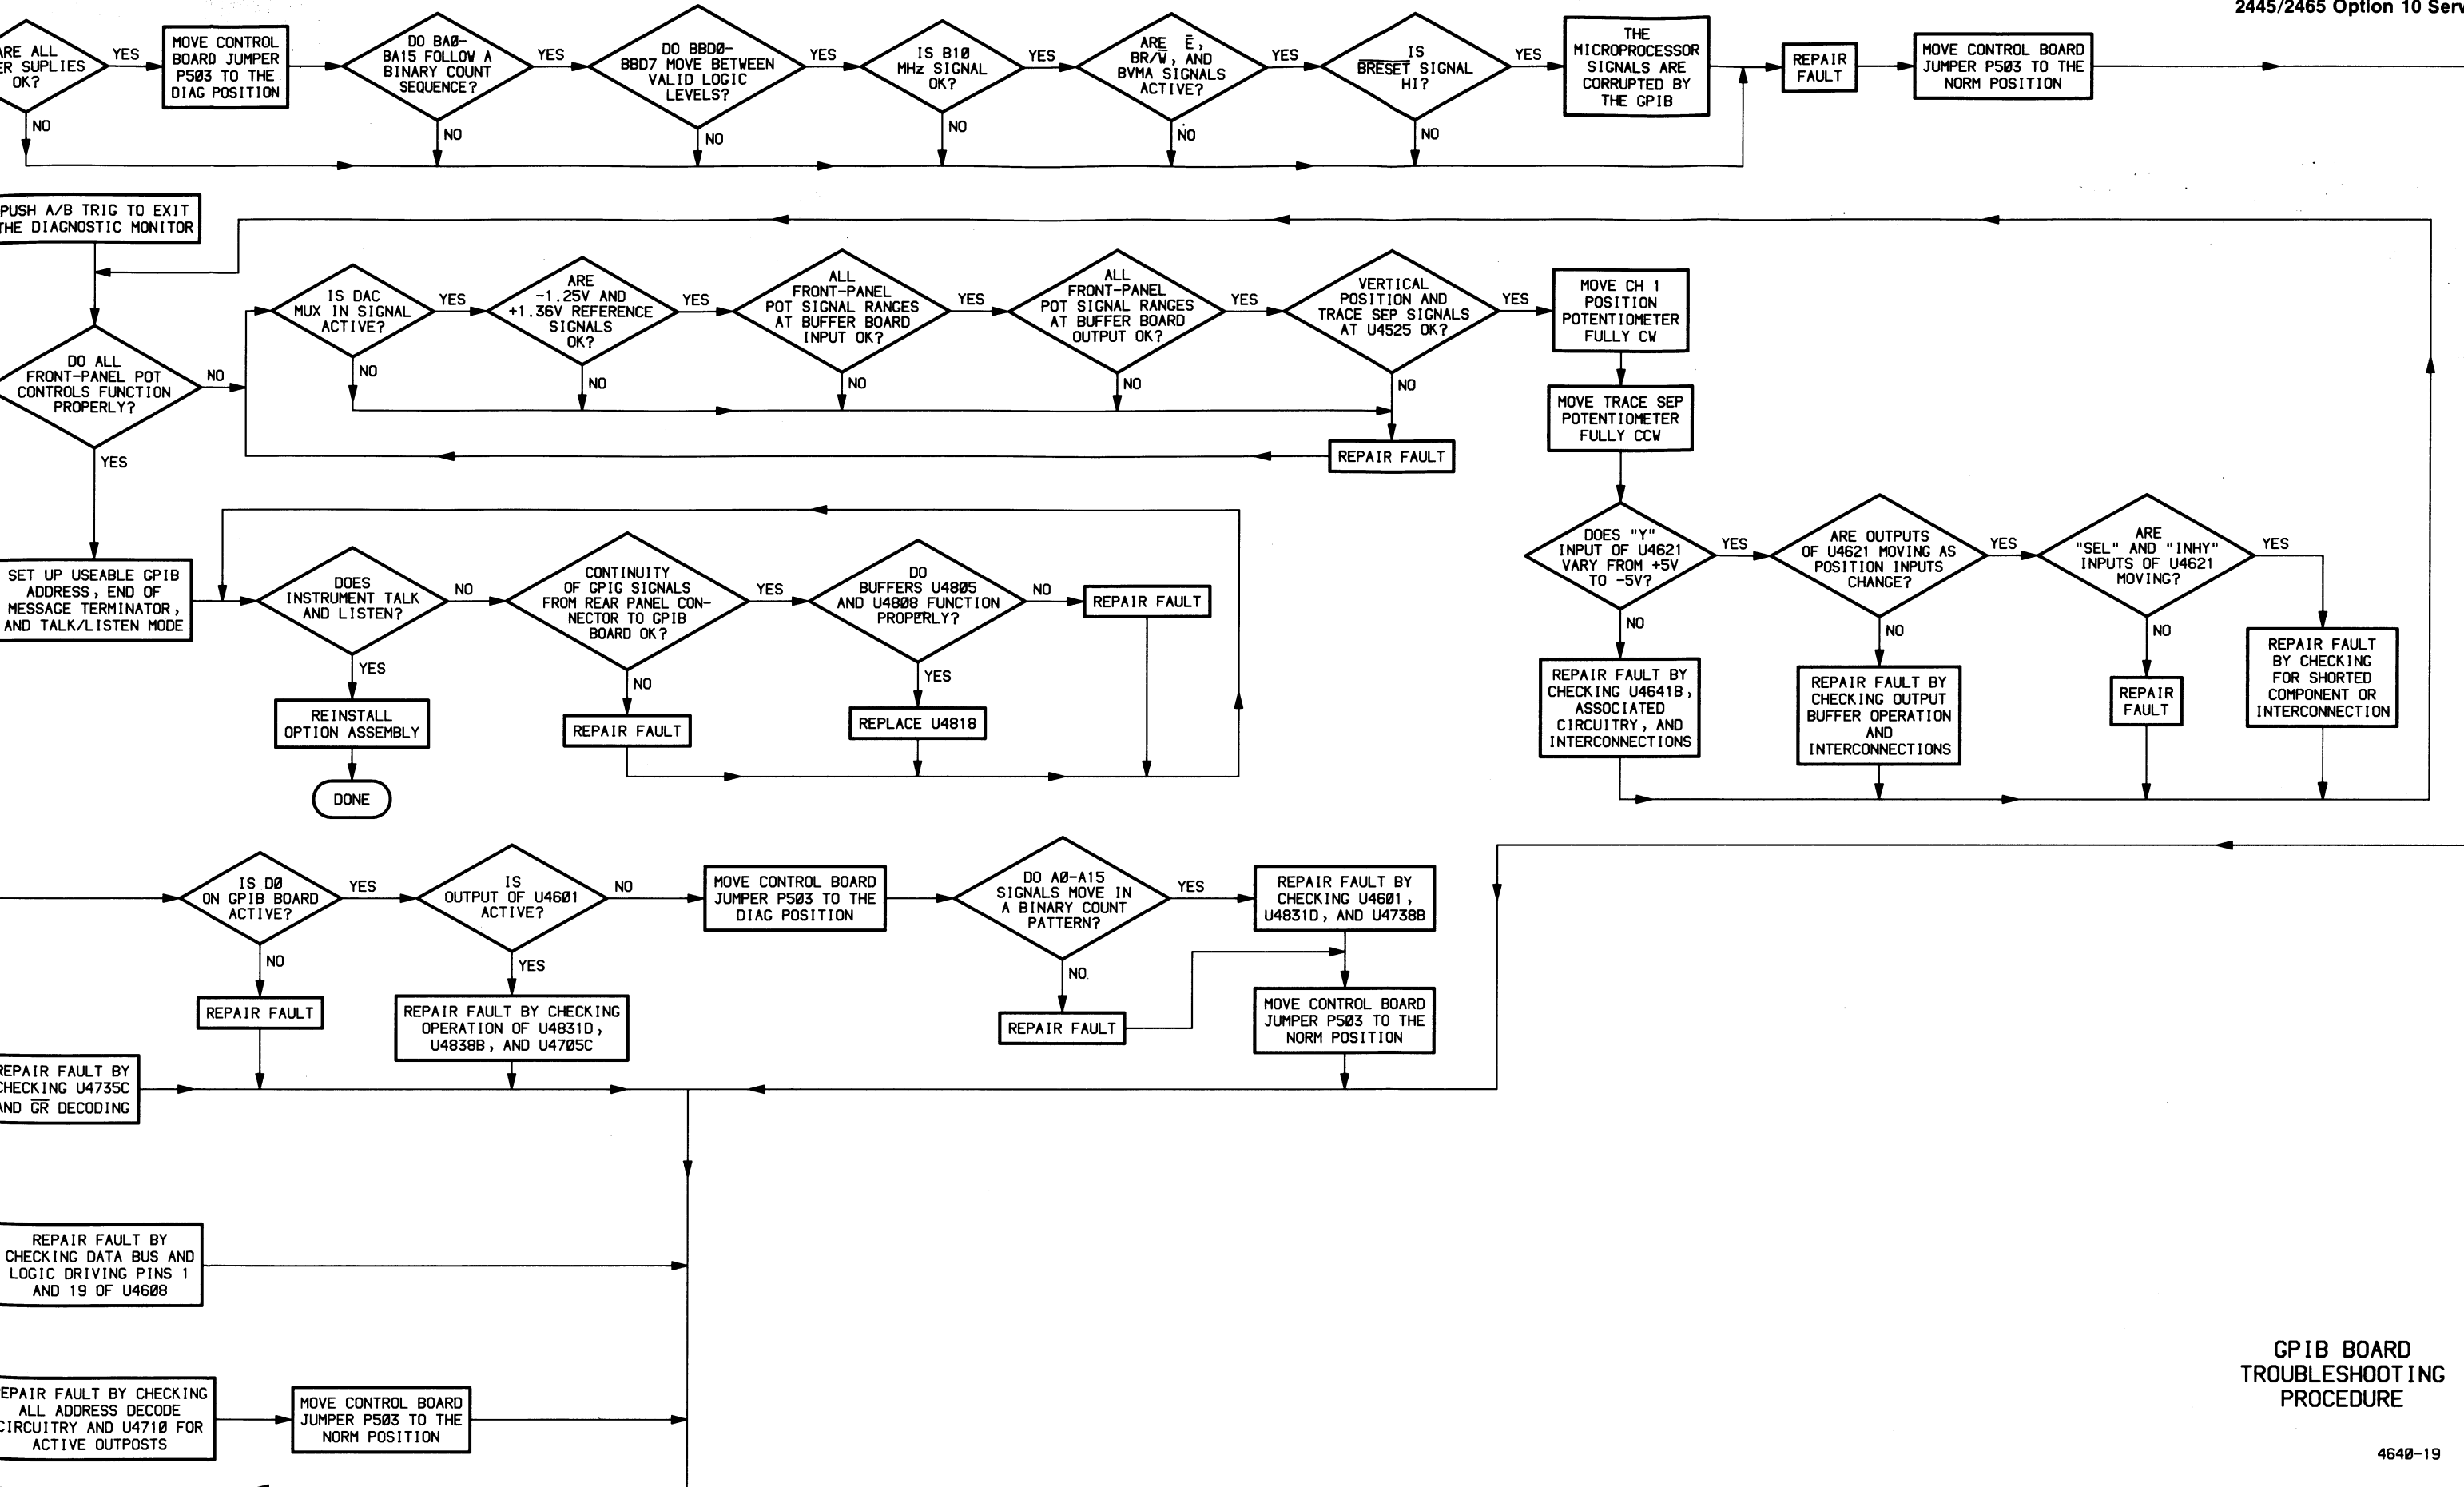 2445/2465 Option 10 Serv
ARE ALL
ER SUPLIES
OK?
YES
NO
MOVE CONTROL
BOARD JUMPER
P503 TO THE
DIAG POSITION
DO BA0-
BA15 FOLLOW A
BINARY COUNT
SEQUENCE?
YES
NO
DO BBD0-
BBD7 MOVE BETWEEN
VALID LOGIC
LEVELS?
YES
NO
IS B10
MHz SIGNAL
OK?
YES
NO
ARE E̅,
BR/W̅, AND
BVMA SIGNALS
ACTIVE?
YES
NO
IS
B̅R̅E̅S̅E̅T̅ SIGNAL
HI?
YES
NO
THE
MICROPROCESSOR
SIGNALS ARE
CORRUPTED BY
THE GPIB
REPAIR
FAULT
MOVE CONTROL BOARD
JUMPER P503 TO THE
NORM POSITION
PUSH A/B TRIG TO EXIT
THE DIAGNOSTIC MONITOR
DO ALL
FRONT-PANEL POT
CONTROLS FUNCTION
PROPERLY?
NO
YES
IS DAC
MUX IN SIGNAL
ACTIVE?
YES
NO
ARE
-1.25V AND
+1.36V REFERENCE
SIGNALS
OK?
YES
NO
ALL
FRONT-PANEL
POT SIGNAL RANGES
AT BUFFER BOARD
INPUT OK?
YES
NO
ALL
FRONT-PANEL
POT SIGNAL RANGES
AT BUFFER BOARD
OUTPUT OK?
YES
NO
VERTICAL
POSITION AND
TRACE SEP SIGNALS
AT U4525 OK?
YES
NO
REPAIR FAULT
MOVE CH 1
POSITION
POTENTIOMETER
FULLY CW
MOVE TRACE SEP
POTENTIOMETER
FULLY CCW
DOES "Y"
INPUT OF U4621
VARY FROM +5V
TO -5V?
YES
NO
ARE OUTPUTS
OF U4621 MOVING AS
POSITION INPUTS
CHANGE?
YES
NO
ARE
"SEL" AND "INHY"
INPUTS OF U4621
MOVING?
YES
NO
REPAIR FAULT BY
CHECKING U4641B,
ASSOCIATED
CIRCUITRY, AND
INTERCONNECTIONS
REPAIR FAULT BY
CHECKING OUTPUT
BUFFER OPERATION
AND
INTERCONNECTIONS
REPAIR
FAULT
REPAIR FAULT
BY CHECKING
FOR SHORTED
COMPONENT OR
INTERCONNECTION
SET UP USEABLE GPIB
ADDRESS, END OF
MESSAGE TERMINATOR,
AND TALK/LISTEN MODE
DOES
INSTRUMENT TALK
AND LISTEN?
NO
YES
REINSTALL
OPTION ASSEMBLY
DONE
CONTINUITY
OF GPIG SIGNALS
FROM REAR PANEL CON-
NECTOR TO GPIB
BOARD OK?
YES
NO
REPAIR FAULT
DO
BUFFERS U4805
AND U4808 FUNCTION
PROPERLY?
NO
YES
REPLACE U4818
REPAIR FAULT
IS D0
ON GPIB BOARD
ACTIVE?
YES
NO
REPAIR FAULT
IS
OUTPUT OF U4601
ACTIVE?
NO
YES
REPAIR FAULT BY CHECKING
OPERATION OF U4831D,
U4838B, AND U4705C
MOVE CONTROL BOARD
JUMPER P503 TO THE
DIAG POSITION
DO A0-A15
SIGNALS MOVE IN
A BINARY COUNT
PATTERN?
YES
NO
REPAIR FAULT
REPAIR FAULT BY
CHECKING U4601,
U4831D, AND U4738B
MOVE CONTROL BOARD
JUMPER P503 TO THE
NORM POSITION
REPAIR FAULT BY
CHECKING U4735C
AND G̅R̅ DECODING
REPAIR FAULT BY
CHECKING DATA BUS AND
LOGIC DRIVING PINS 1
AND 19 OF U4608
EPAIR FAULT BY CHECKING
ALL ADDRESS DECODE
CIRCUITRY AND U4710 FOR
ACTIVE OUTPOSTS
MOVE CONTROL BOARD
JUMPER P503 TO THE
NORM POSITION
GPIB BOARD
TROUBLESHOOTING
PROCEDURE
4640-19